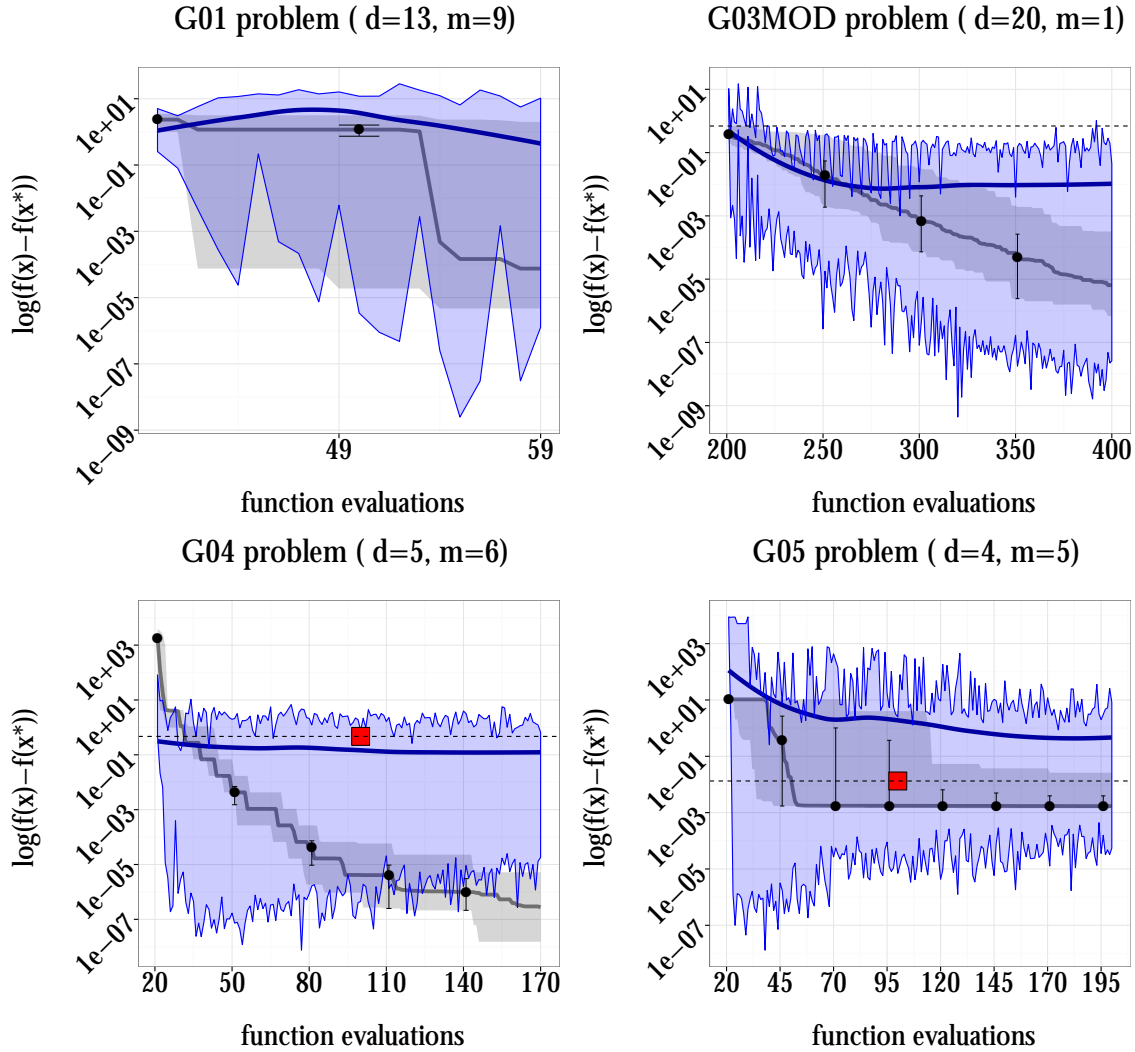 G01 problem ( d=13, m=9)
log(f(x)−f(x*))
1e+01
1e−01
1e−03
1e−05
1e−07
1e−09
49 59
function evaluations
G03MOD problem ( d=20, m=1)
log(f(x)−f(x*))
1e+01
1e−01
1e−03
1e−05
1e−07
1e−09
200 250 300 350 400
function evaluations
G04 problem ( d=5, m=6)
log(f(x)−f(x*))
1e+03
1e+01
1e−01
1e−03
1e−05
1e−07
20 50 80 110 140 170
function evaluations
G05 problem ( d=4, m=5)
log(f(x)−f(x*))
1e+03
1e+01
1e−01
1e−03
1e−05
1e−07
21 45 70 95 120 145 170 195
function evaluations